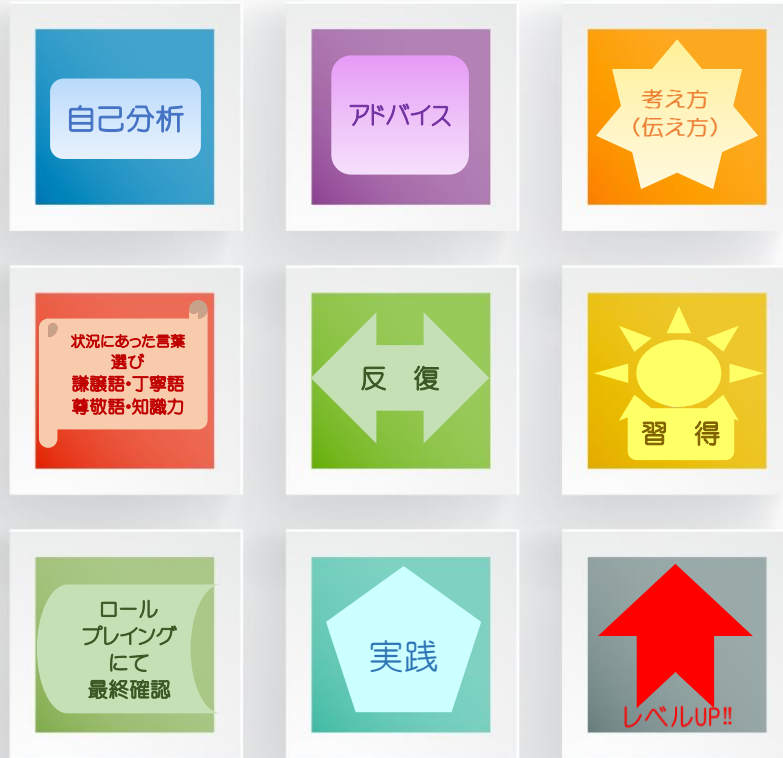 自己分析
アドバイス
考え方
(伝え方)
状況にあった言葉
選び
謙譲語･丁寧語
尊敬語･知識力
反　復
習　得
ロール
プレイング
にて
最終確認
実践
レベルUP!!